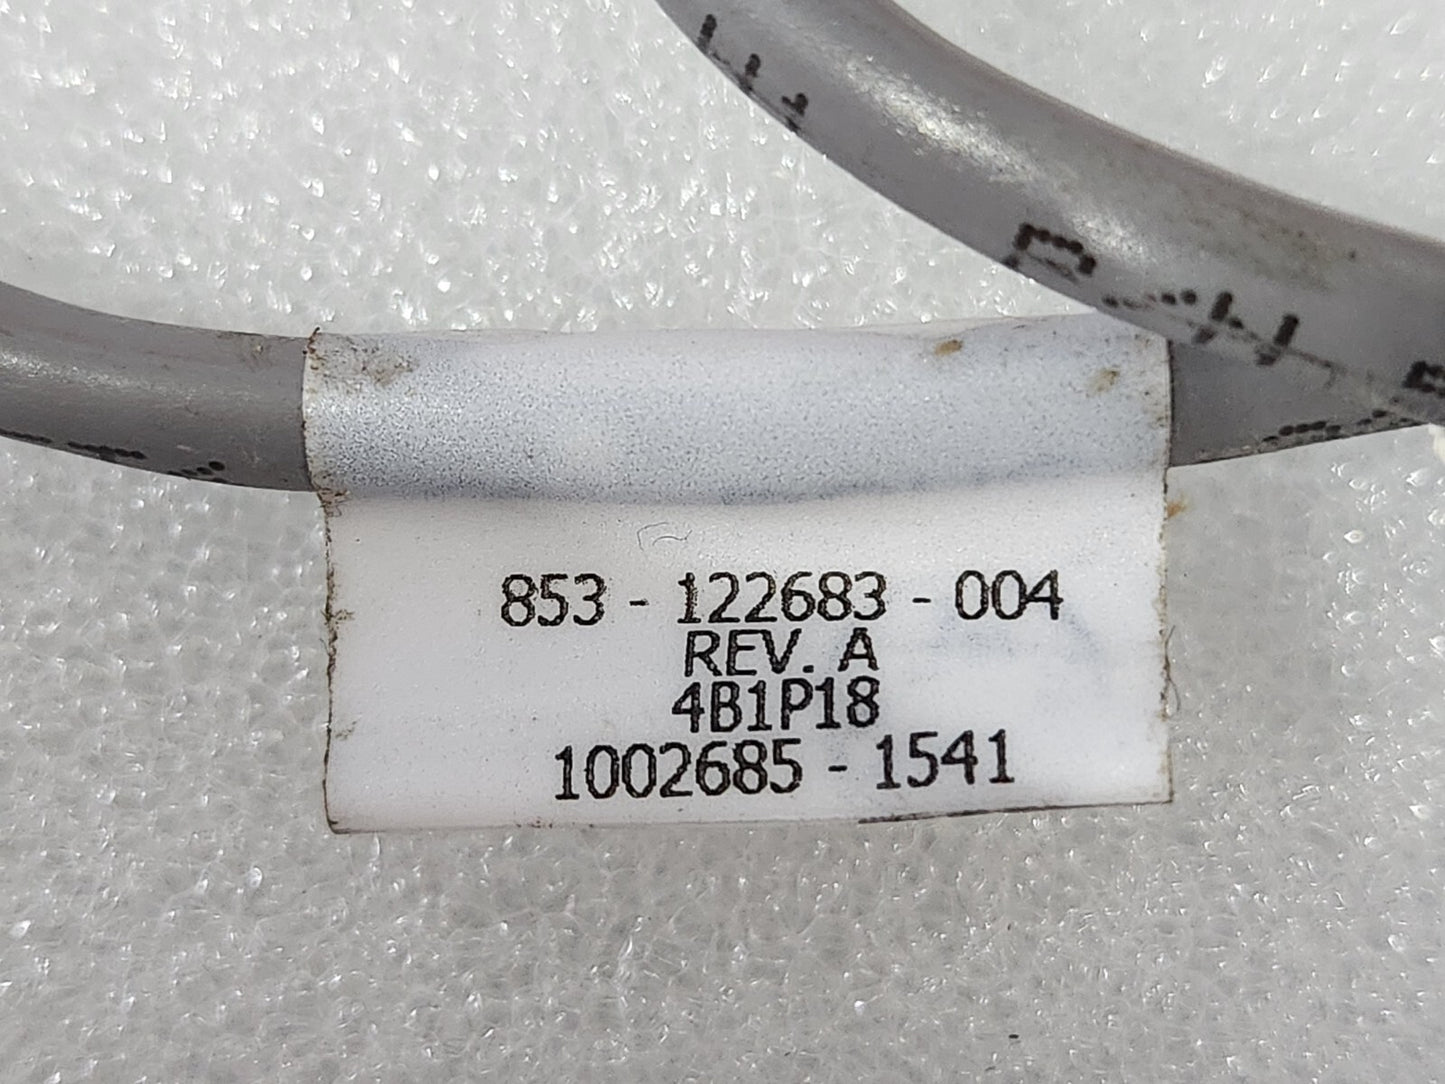 853 - 122683 - 004
REV. A
4B1P18
1002685 - 1541